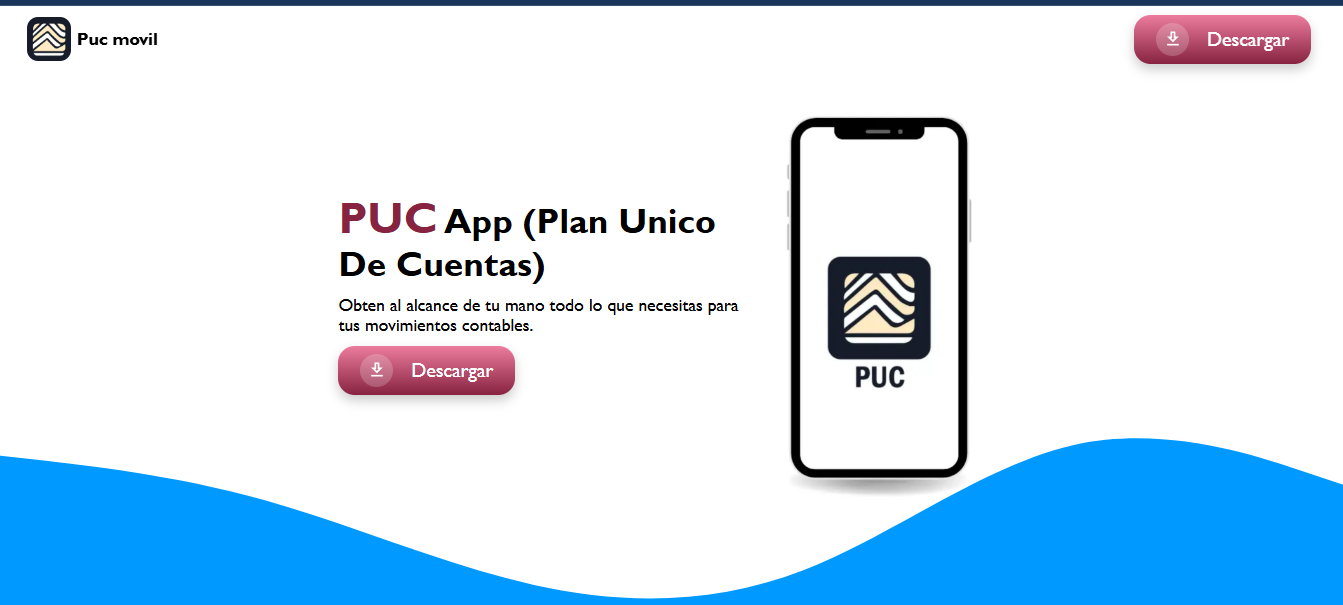 Puc movil
Descargar
PUC App (Plan Unico
De Cuentas)
Obten al alcance de tu mano todo lo que necesitas para
tus movimientos contables.
Descargar
PUC